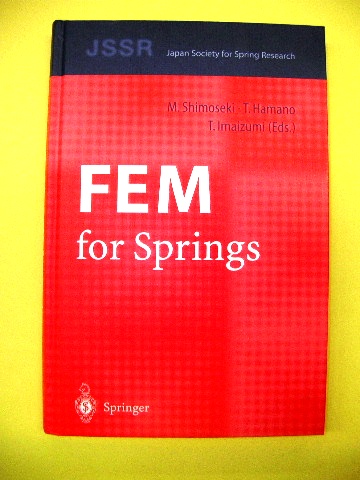 JSSR Japan Society for Spring Research
M. Shimoseki · T. Hamano
T. Imaizumi (Eds.)
FEM
for Springs
Springer